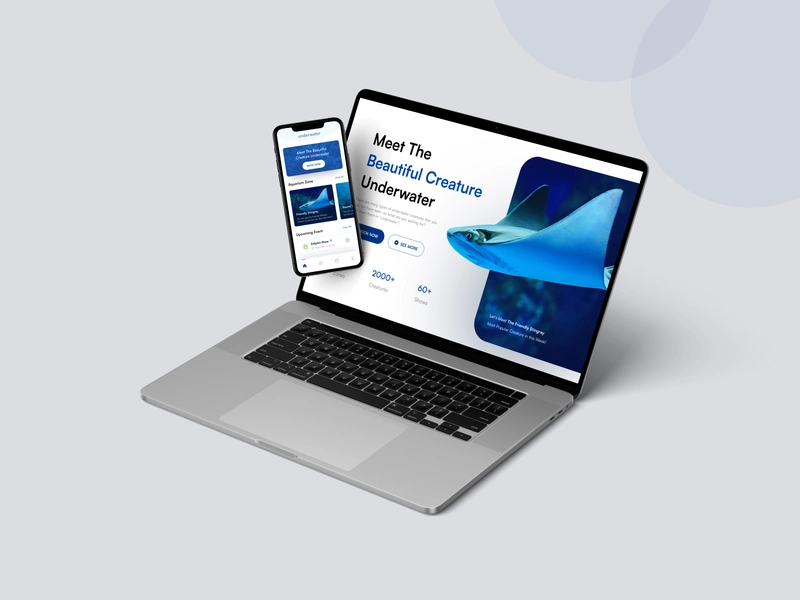 underwater
Meet The Beautiful
Creature Underwater
BOOK NOW
Aquarium Zone
Friendly Stingray
Upcoming Event
Dolphin Show
Meet The
Beautiful Creature
Underwater
NOW
SEE MORE
2000+
Creatures
60+
Shows
Let's Meet The Friendly Stingray
Most Popular Creature in this Week!